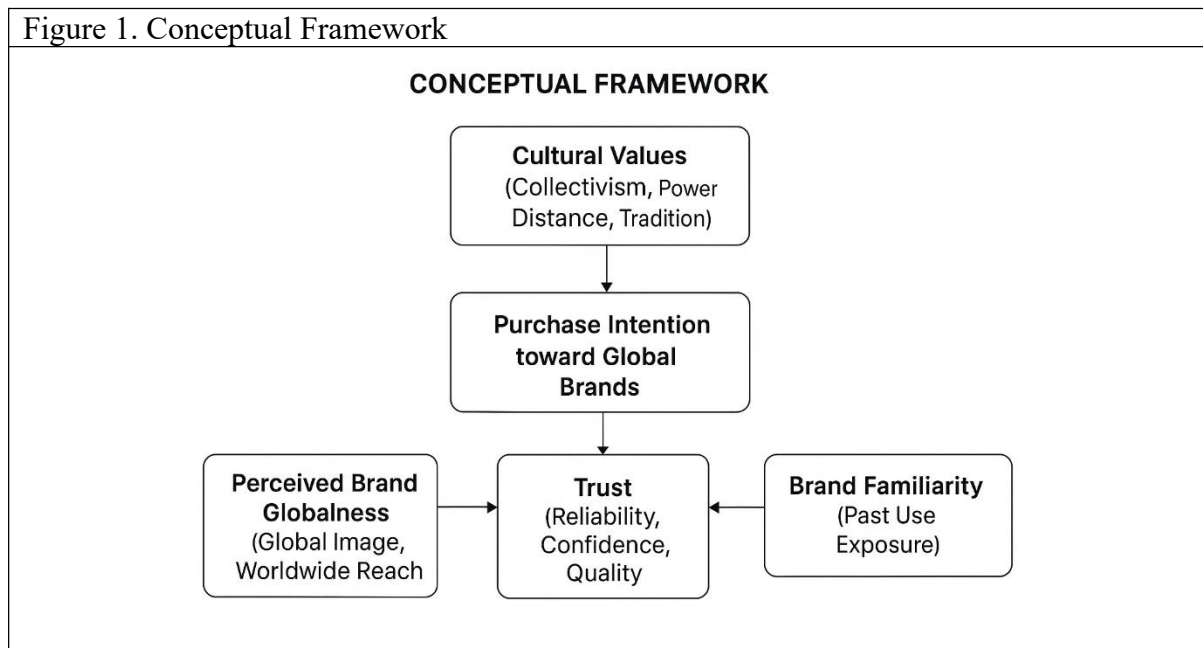 Figure 1. Conceptual Framework
CONCEPTUAL FRAMEWORK
Cultural Values
(Collectivism, Power
Distance, Tradition)
Purchase Intention
toward Global
Brands
Perceived Brand
Globalness
(Global Image,
Worldwide Reach
Trust
(Reliability,
Confidence,
Quality
Brand Familiarity
(Past Use
Exposure)